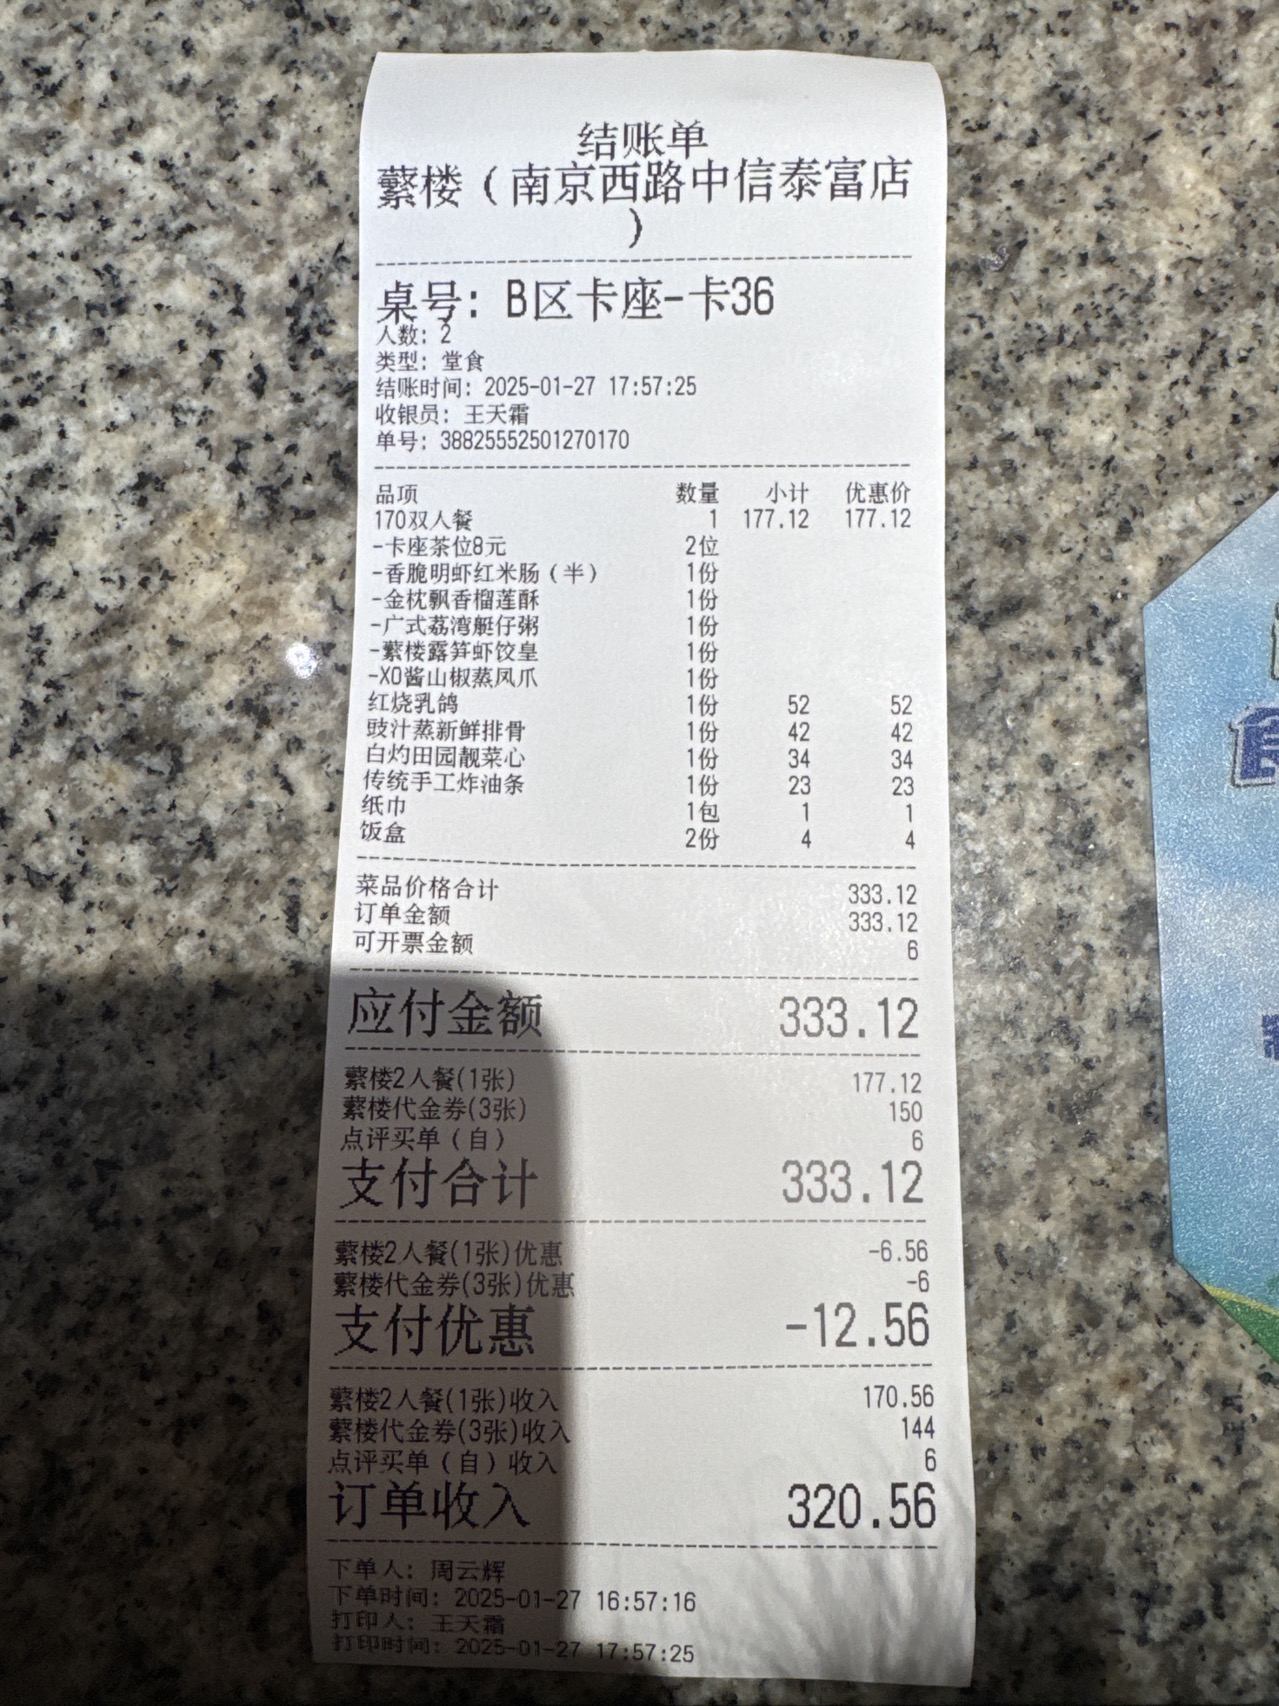 结账单
蘩楼（南京西路中信泰富店
）
桌号: B区卡座-卡36
人数: 2
类型: 堂食
结账时间: 2025-01-27 17:57:25
收银员: 王天霜
单号: 38825552501270170
品项 数量 小计 优惠价
170双人餐 1 177.12 177.12
-卡座茶位8元 2位
-香脆明虾红米肠（半） 1份
-金枕飘香榴莲酥 1份
-广式荔湾艇仔粥 1份
-蘩楼露笋虾饺皇 1份
-XO酱山椒蒸凤爪 1份
红烧乳鸽 1份 52 52
豉汁蒸新鲜排骨 1份 42 42
白灼田园靓菜心 1份 34 34
传统手工炸油条 1份 23 23
纸巾 1包 1 1
饭盒 2份 4 4
菜品价格合计 333.12
订单金额 333.12
可开票金额 6
应付金额 333.12
蘩楼2人餐(1张) 177.12
蘩楼代金券(3张) 150
点评买单（自） 6
支付合计 333.12
蘩楼2人餐(1张)优惠 -6.56
蘩楼代金券(3张)优惠 -6
支付优惠 -12.56
蘩楼2人餐(1张)收入 170.56
蘩楼代金券(3张)收入 144
点评买单（自）收入 6
订单收入 320.56
下单人: 周云辉
下单时间: 2025-01-27 16:57:16
打印人: 王天霜
打印时间: 2025-01-27 17:57:25